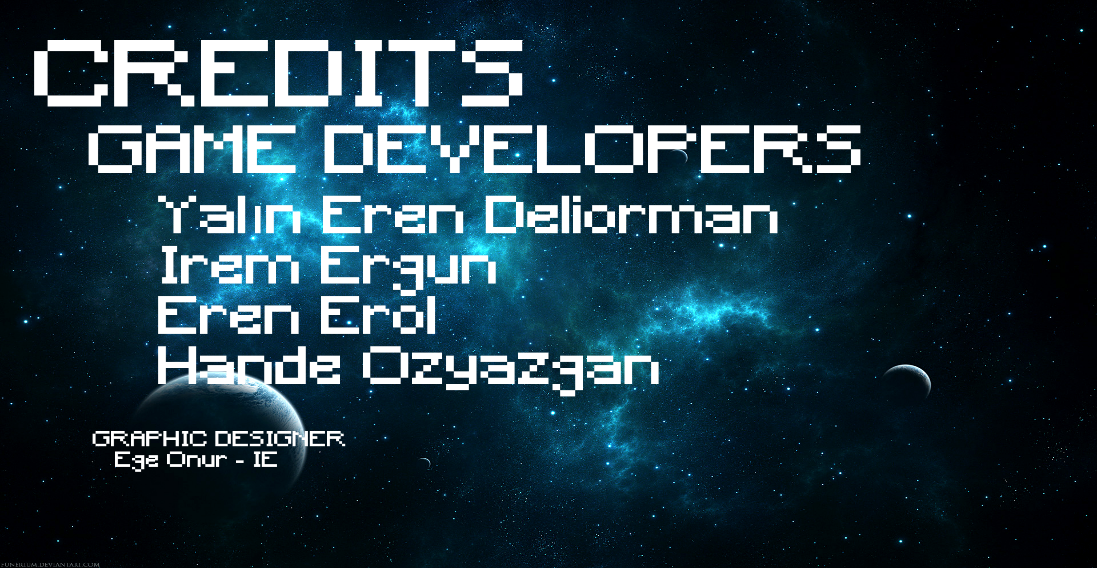 CREDITS
GAME DEVELOPERS
Yalın Eren Deliorman
Irem Ergun
Eren Erol
Hande Ozyazgan
GRAPHIC DESIGNER
Ege Onur - IE